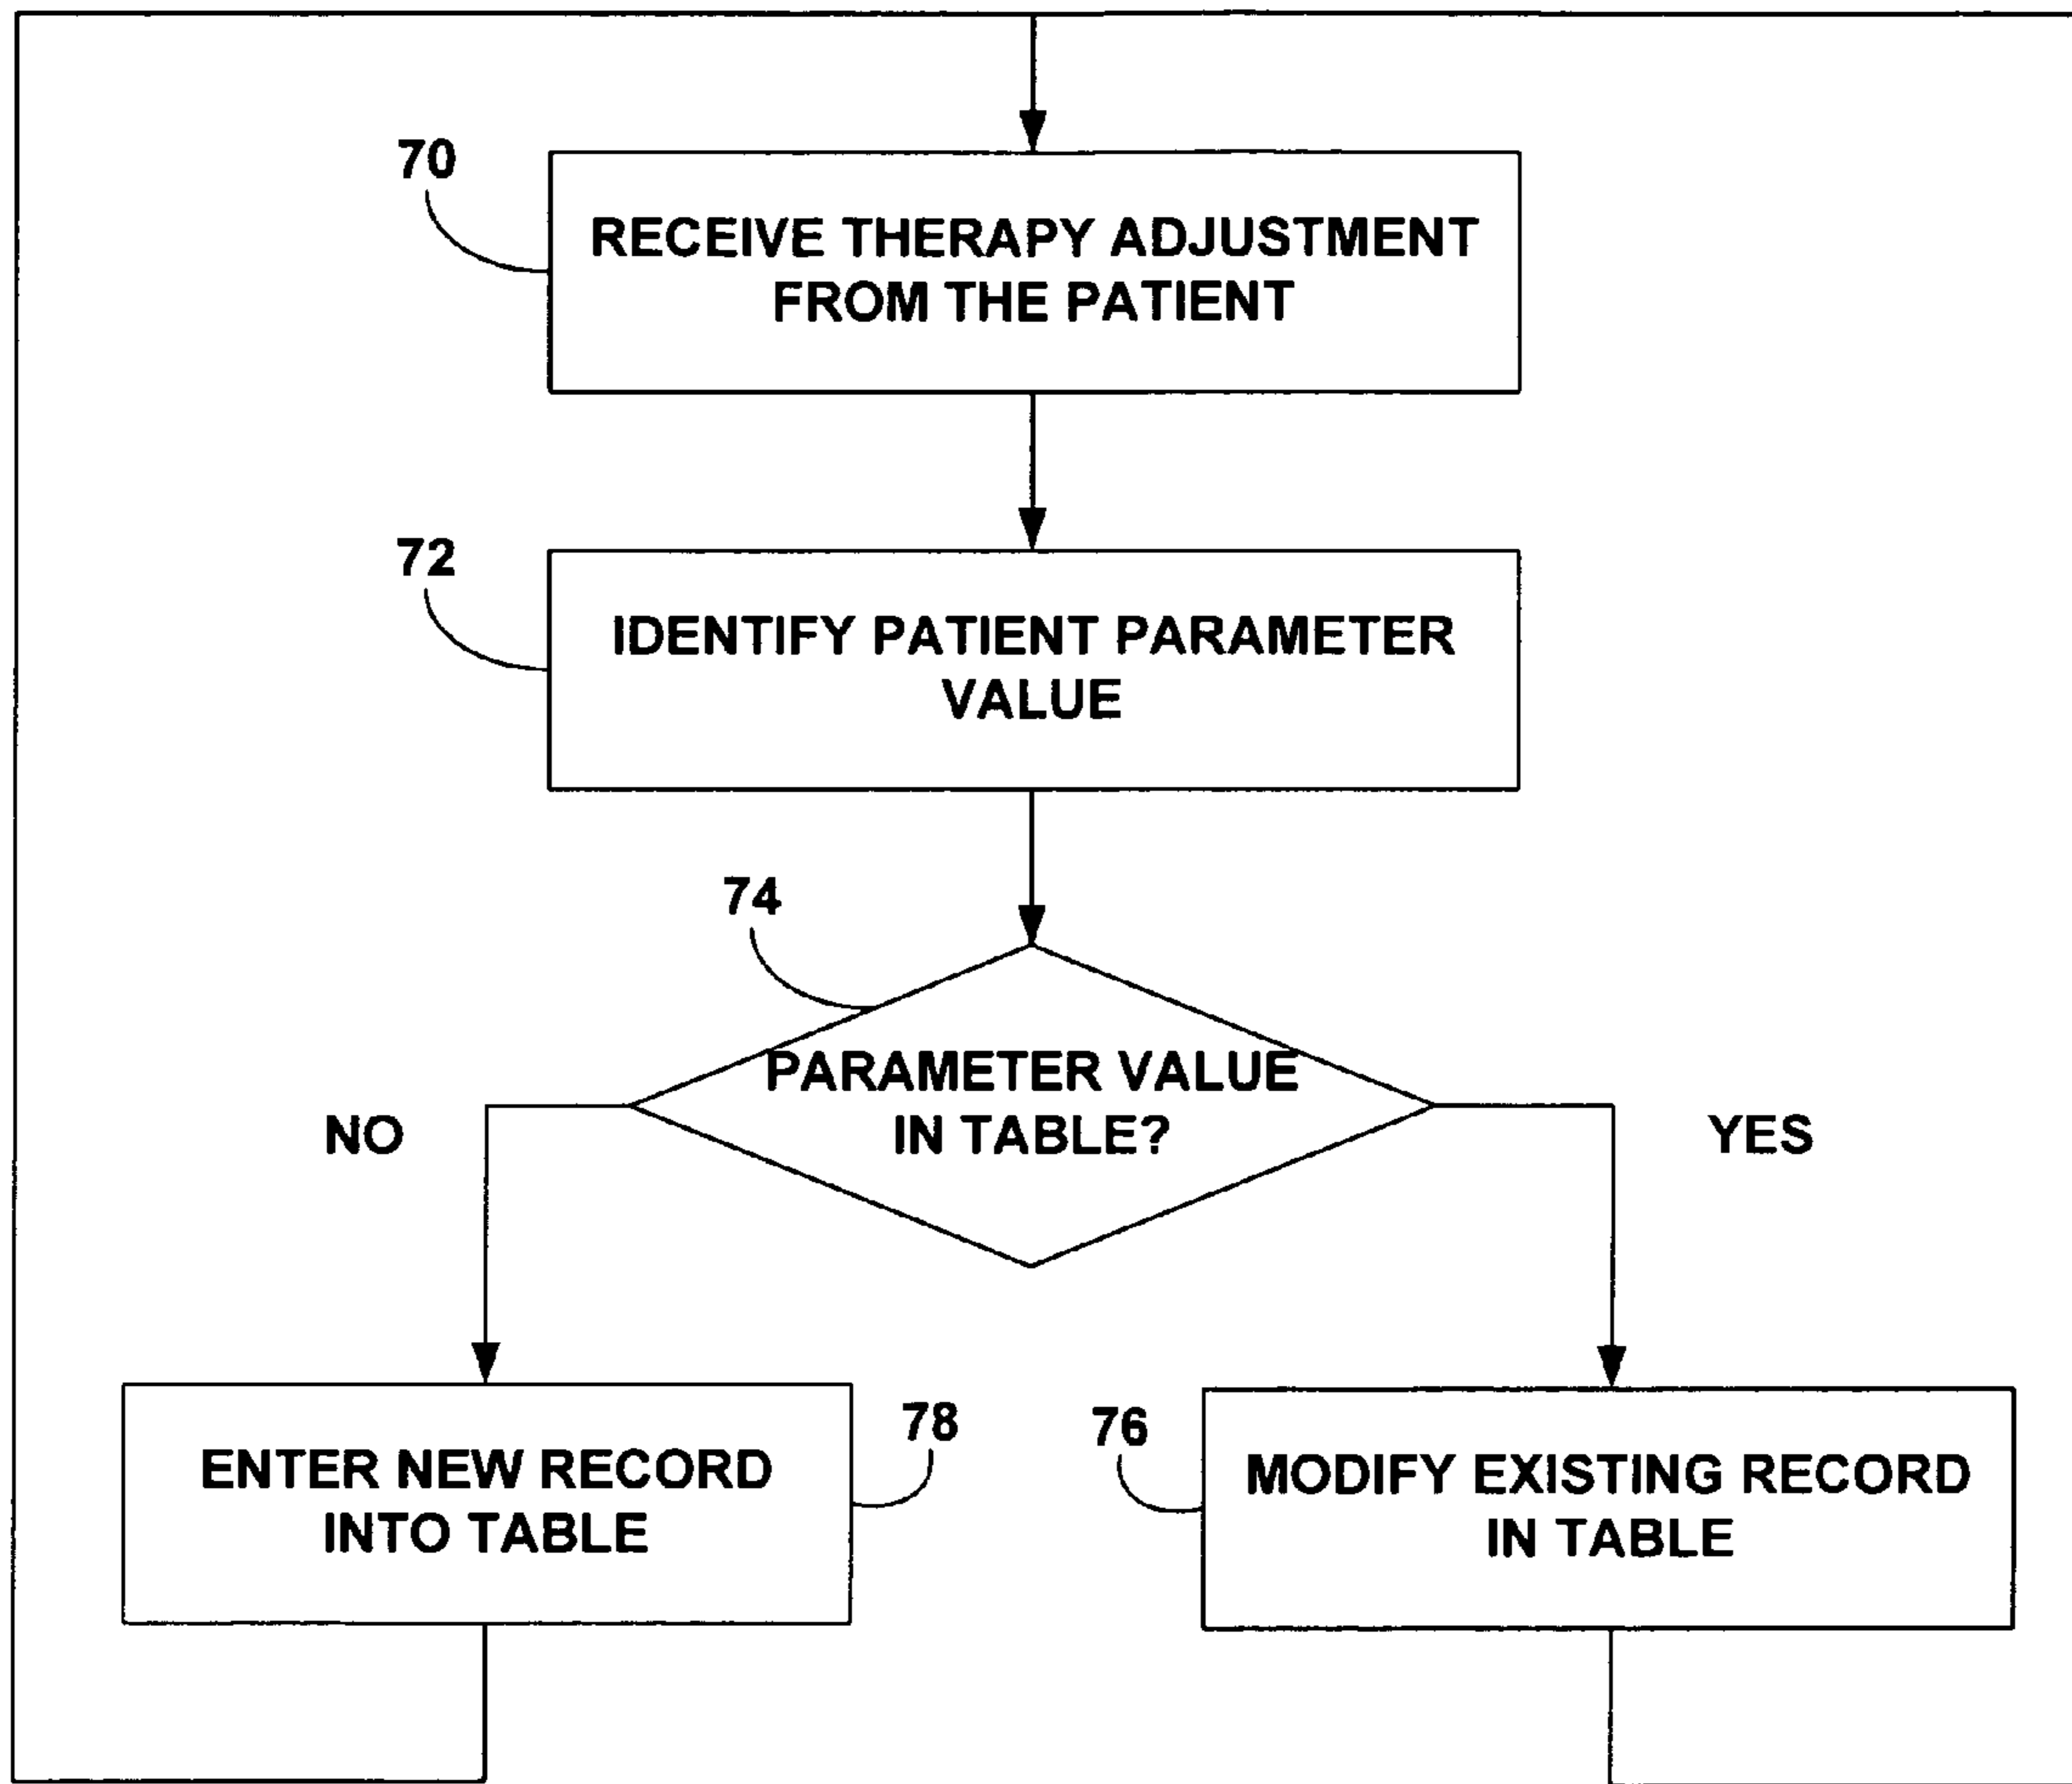 70
RECEIVE THERAPY ADJUSTMENT
FROM THE PATIENT
72
IDENTIFY PATIENT PARAMETER
VALUE
74
PARAMETER VALUE
IN TABLE?
NO
YES
ENTER NEW RECORD
INTO TABLE
78
76
MODIFY EXISTING RECORD
IN TABLE